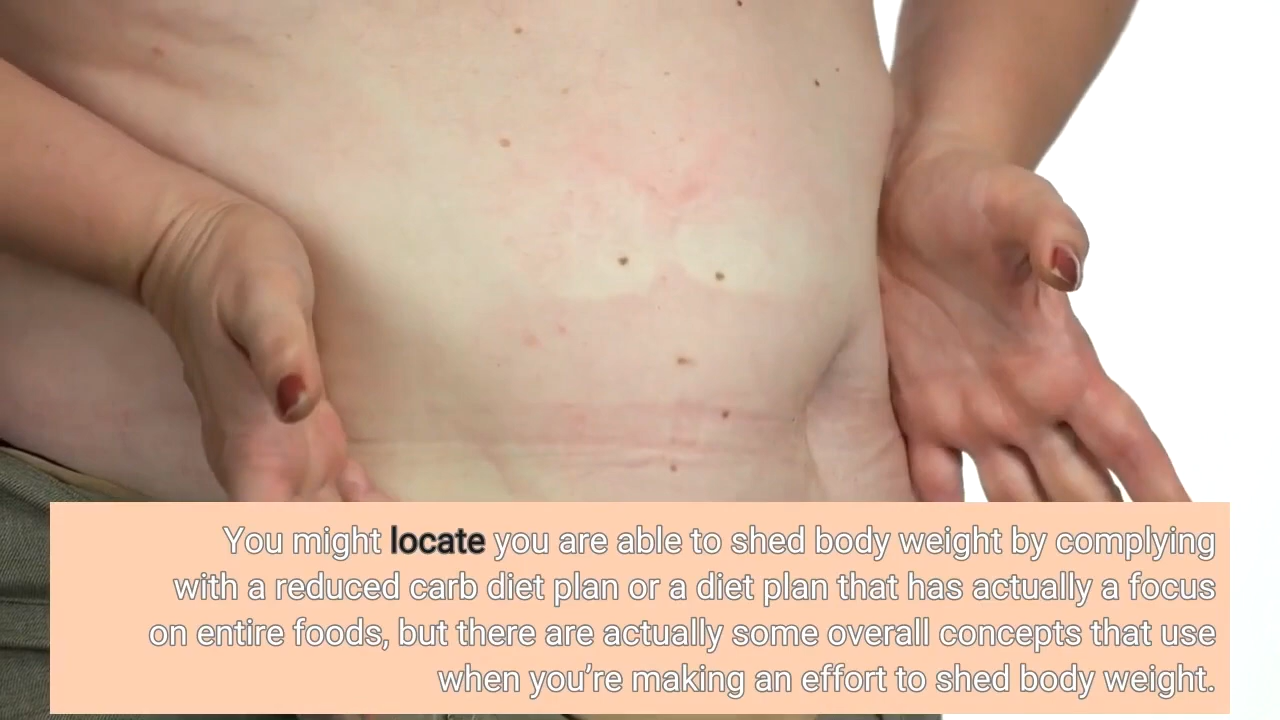 You might locate you are able to shed body weight by complying
with a reduced carb diet plan or a diet plan that has actually a focus
on entire foods, but there are actually some overall concepts that use
when you’re making an effort to shed body weight.